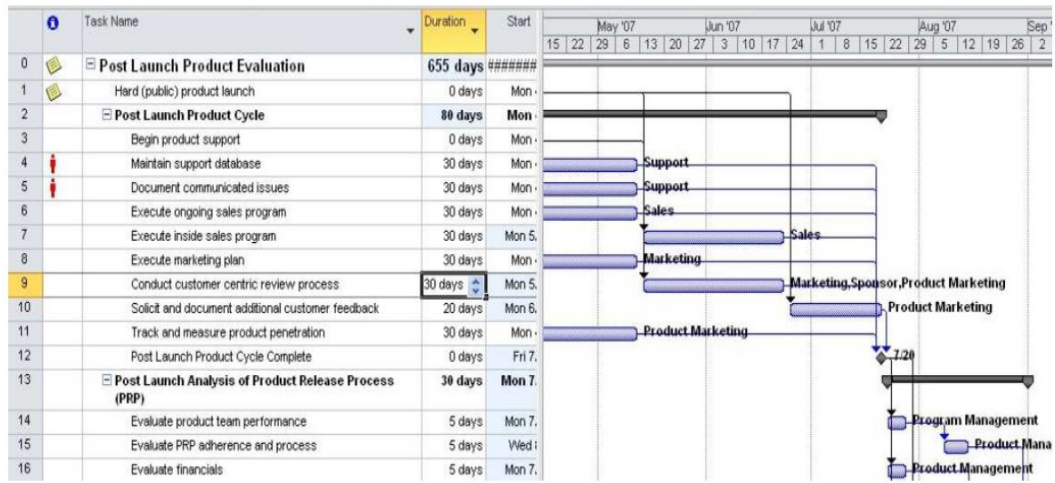 Task Name Duration Start May '07 Jun '07 Jul '07 Aug '07 Sep '
15 22 29 6 13 20 27 3 10 17 24 1 8 15 22 29 5 12 19 26 2
0 Post Launch Product Evaluation 655 days #######
1 Hard (public) product launch 0 days Mon
2 Post Launch Product Cycle 80 days Mon
3 Begin product support 0 days Mon
4 Maintain support database 30 days Mon Support
5 Document communicated issues 30 days Mon Support
6 Execute ongoing sales program 30 days Mon Sales
7 Execute inside sales program 30 days Mon 5. Sales
8 Execute marketing plan 30 days Mon Marketing
9 Conduct customer centric review process 30 days Mon 5. Marketing,Sponsor,Product Marketing
10 Solicit and document additional customer feedback 20 days Mon 6. Product Marketing
11 Track and measure product penetration 30 days Mon Product Marketing
12 Post Launch Product Cycle Complete 0 days Fri 7. 7/20
13 Post Launch Analysis of Product Release Process 30 days Mon 7.
(PRP)
14 Evaluate product team performance 5 days Mon 7. Program Management
15 Evaluate PRP adherence and process 5 days Wed Product Mana
16 Evaluate financials 5 days Mon 7. Product Management